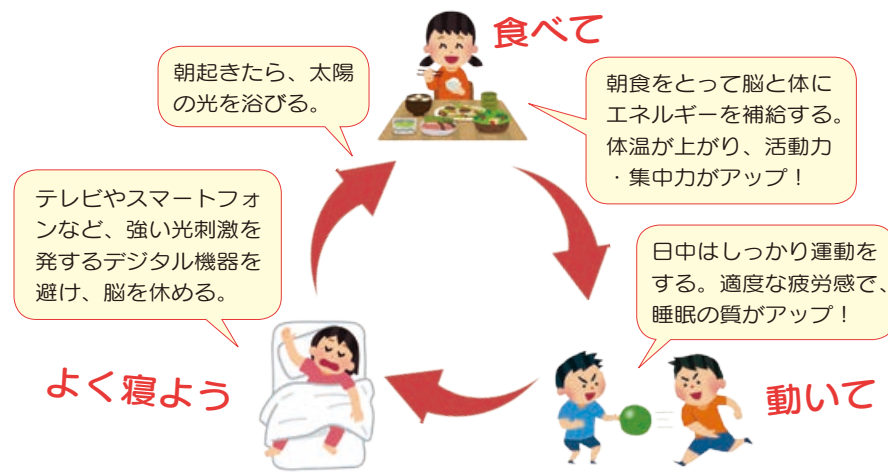 食べて
朝起きたら、太陽
の光を浴びる。
朝食をとって脳と体に
エネルギーを補給する。
体温が上がり、活動力
・集中力がアップ！
テレビやスマートフォ
ンなど、強い光刺激を
発するデジタル機器を
避け、脳を休める。
日中はしっかり運動を
する。適度な疲労感で、
睡眠の質がアップ！
よく寝よう
動いて